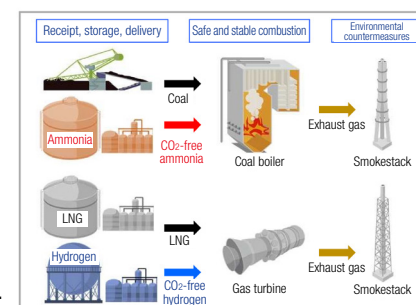 Receipt, storage, delivery
Safe and stable combustion
Environmental
countermeasures
Coal
Ammonia
CO2-free
ammonia
Coal boiler
Exhaust gas
Smokestack
LNG
LNG
Hydrogen
CO2-free
hydrogen
Gas turbine
Exhaust gas
Smokestack